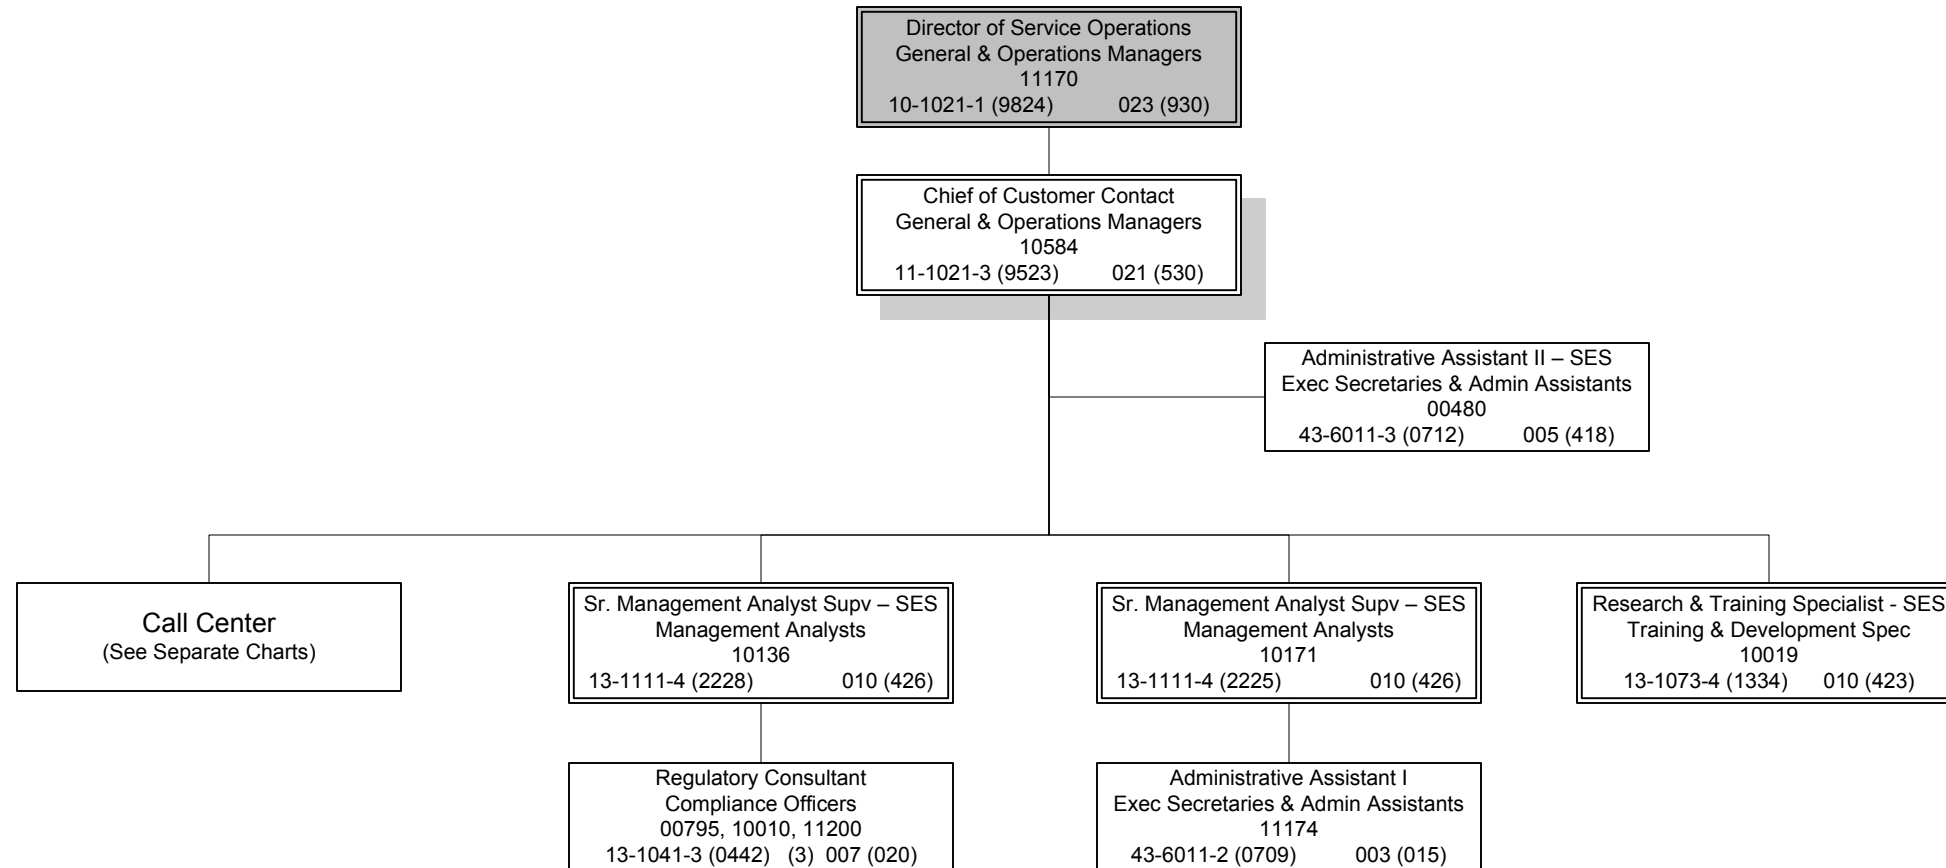 Director of Service Operations
General & Operations Managers
11170
10-1021-1 (9824) 023 (930)
Chief of Customer Contact
General & Operations Managers
10584
11-1021-3 (9523) 021 (530)
Administrative Assistant II – SES
Exec Secretaries & Admin Assistants
00480
43-6011-3 (0712) 005 (418)
Call Center
(See Separate Charts)
Sr. Management Analyst Supv – SES
Management Analysts
10136
13-1111-4 (2228) 010 (426)
Sr. Management Analyst Supv – SES
Management Analysts
10171
13-1111-4 (2225) 010 (426)
Research & Training Specialist - SES
Training & Development Spec
10019
13-1073-4 (1334) 010 (423)
Regulatory Consultant
Compliance Officers
00795, 10010, 11200
13-1041-3 (0442) (3) 007 (020)
Administrative Assistant I
Exec Secretaries & Admin Assistants
11174
43-6011-2 (0709) 003 (015)